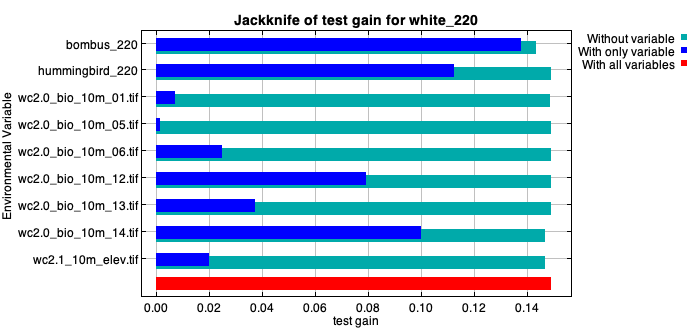 Jackknife of test gain for white_220
Without variable
With only variable
With all variables
Environmental Variable
bombus_220
hummingbird_220
wc2.0_bio_10m_01.tif
wc2.0_bio_10m_05.tif
wc2.0_bio_10m_06.tif
wc2.0_bio_10m_12.tif
wc2.0_bio_10m_13.tif
wc2.0_bio_10m_14.tif
wc2.1_10m_elev.tif
0.00 0.02 0.04 0.06 0.08 0.10 0.12 0.14
test gain